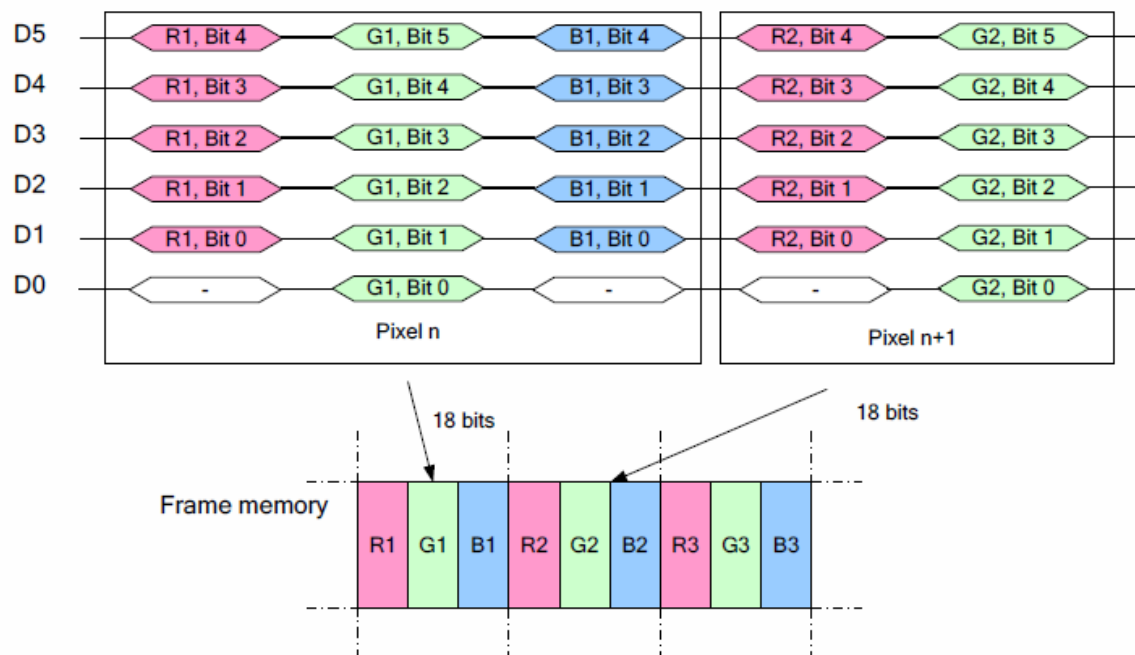 D5 R1, Bit 4 G1, Bit 5 B1, Bit 4 R2, Bit 4 G2, Bit 5
D4 R1, Bit 3 G1, Bit 4 B1, Bit 3 R2, Bit 3 G2, Bit 4
D3 R1, Bit 2 G1, Bit 3 B1, Bit 2 R2, Bit 2 G2, Bit 3
D2 R1, Bit 1 G1, Bit 2 B1, Bit 1 R2, Bit 1 G2, Bit 2
D1 R1, Bit 0 G1, Bit 1 B1, Bit 0 R2, Bit 0 G2, Bit 1
D0 - G1, Bit 0 - - G2, Bit 0
Pixel n Pixel n+1
18 bits 18 bits
Frame memory
R1 G1 B1 R2 G2 B2 R3 G3 B3